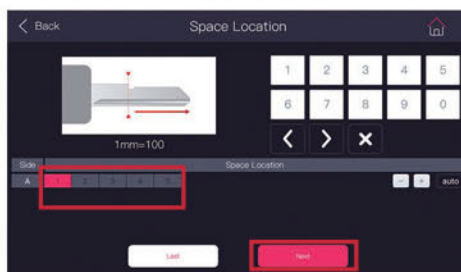 Back
Space Location
1 2 3 4 5
6 7 8 9 0
1mm=100
Side Space Location
A 1 2 3 4 5 - + auto
Last Next